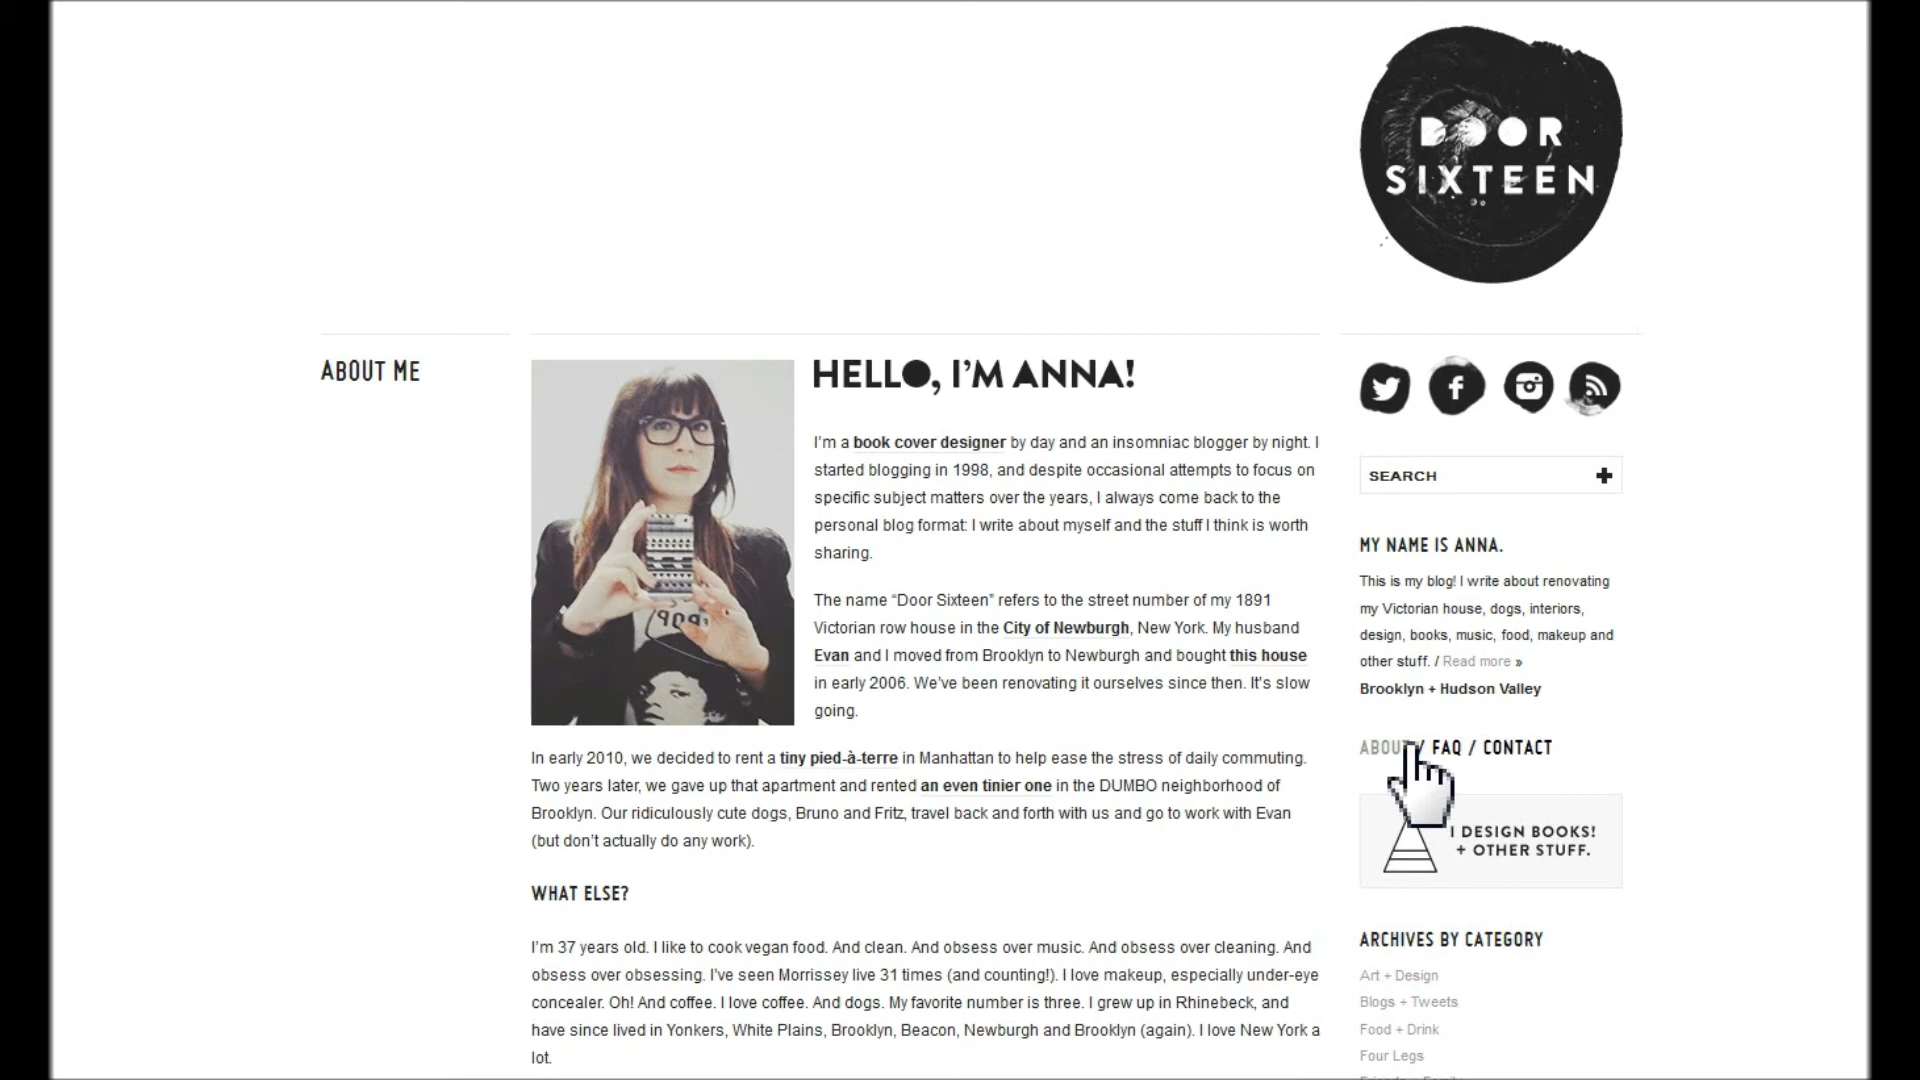 DOOR
SIXTEEN
ABOUT ME
HELLO, I'M ANNA!
I'm a book cover designer by day and an insomniac blogger by night. I
started blogging in 1998, and despite occasional attempts to focus on
specific subject matters over the years, I always come back to the
personal blog format: I write about myself and the stuff I think is worth
sharing.
The name “Door Sixteen” refers to the street number of my 1891
Victorian row house in the City of Newburgh, New York. My husband
Evan and I moved from Brooklyn to Newburgh and bought this house
in early 2006. We've been renovating it ourselves since then. It's slow
going.
In early 2010, we decided to rent a tiny pied-à-terre in Manhattan to help ease the stress of daily commuting.
Two years later, we gave up that apartment and rented an even tinier one in the DUMBO neighborhood of
Brooklyn. Our ridiculously cute dogs, Bruno and Fritz, travel back and forth with us and go to work with Evan
(but don't actually do any work).
WHAT ELSE?
I'm 37 years old. I like to cook vegan food. And clean. And obsess over music. And obsess over cleaning. And
obsess over obsessing. I've seen Morrissey live 31 times (and counting!). I love makeup, especially under-eye
concealer. Oh! And coffee. I love coffee. And dogs. My favorite number is three. I grew up in Rhinebeck, and
have since lived in Yonkers, White Plains, Brooklyn, Beacon, Newburgh and Brooklyn (again). I love New York a
lot.
SEARCH
MY NAME IS ANNA.
This is my blog! I write about renovating
my Victorian house, dogs, interiors,
design, books, music, food, makeup and
other stuff. / Read more »
Brooklyn + Hudson Valley
ABOUT / FAQ / CONTACT
I DESIGN BOOKS!
+ OTHER STUFF.
ARCHIVES BY CATEGORY
Art + Design
Blogs + Tweets
Food + Drink
Four Legs